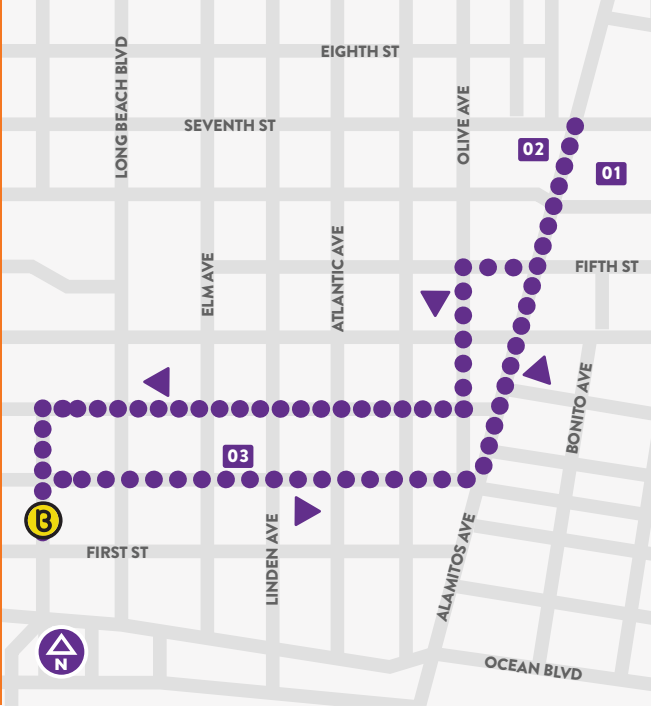 EIGHTH ST
LONG BEACH BLVD
SEVENTH ST
OLIVE AVE
02
01
ELM AVE
ATLANTIC AVE
FIFTH ST
BONITO AVE
03
B
FIRST ST
LINDEN AVE
ALAMITOS AVE
N
OCEAN BLVD